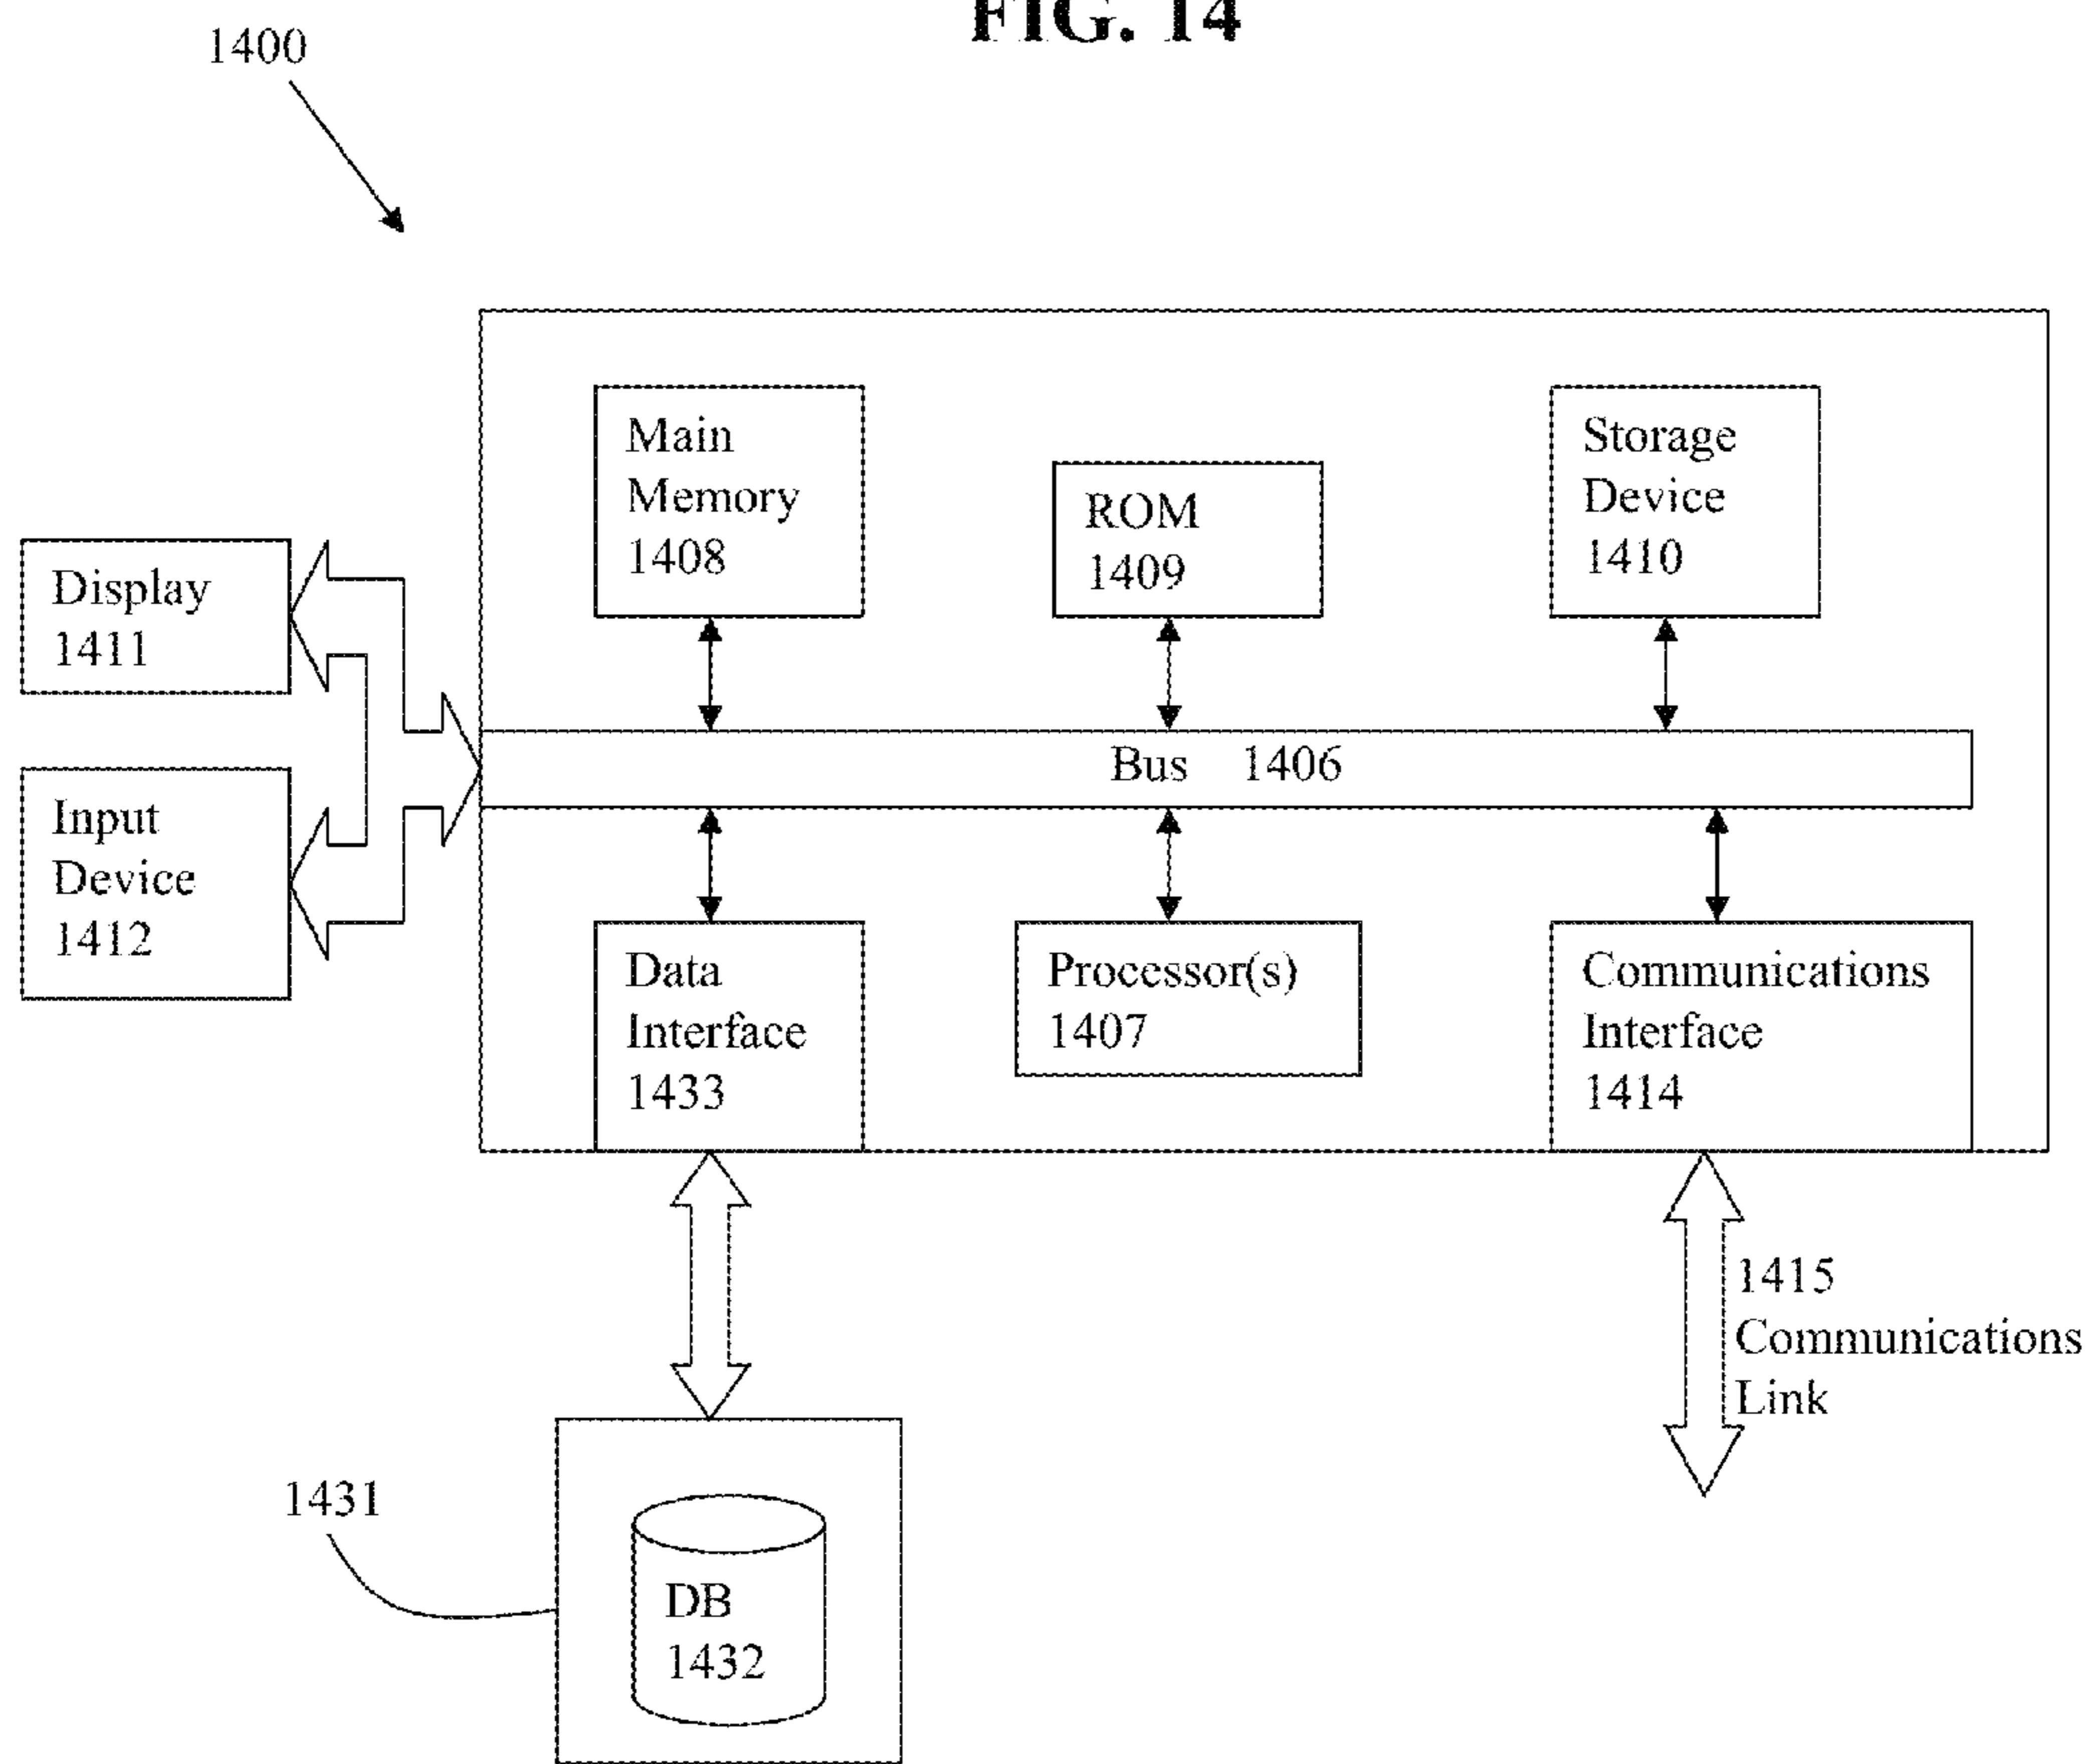 FIG. 14
1400
Main
Memory
1408
ROM
1409
Storage
Device
1410
Display
1411
Bus 1406
Input
Device
1412
Data
Interface
1433
Processor(s)
1407
Communications
Interface
1414
1415
Communications
Link
1431
DB
1432